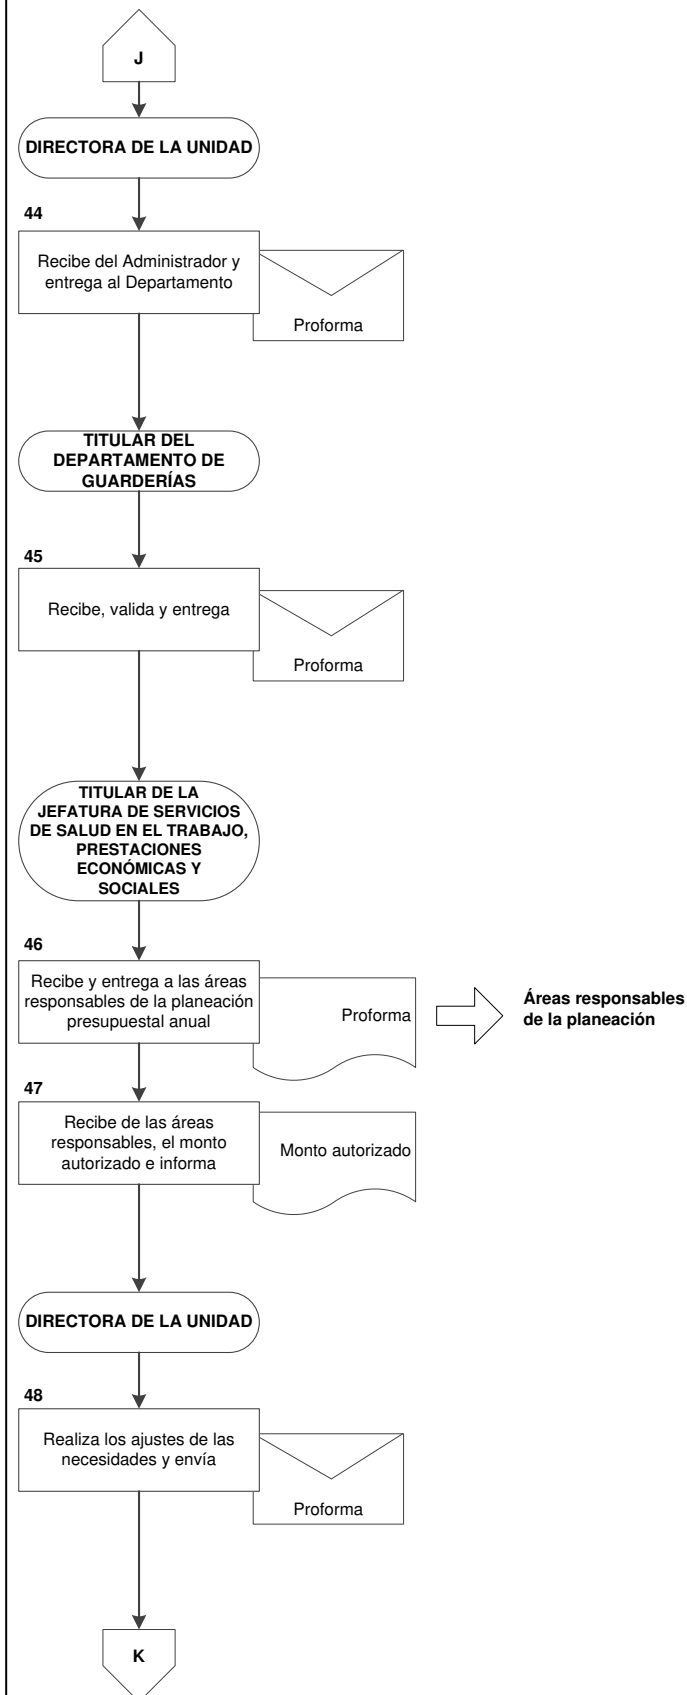 J
DIRECTORA DE LA UNIDAD
44
Recibe del Administrador y
entrega al Departamento
Proforma
TITULAR DEL
DEPARTAMENTO DE
GUARDERÍAS
45
Recibe, valida y entrega
Proforma
TITULAR DE LA
JEFATURA DE SERVICIOS
DE SALUD EN EL TRABAJO,
PRESTACIONES
ECONÓMICAS Y
SOCIALES
46
Recibe y entrega a las áreas
responsables de la planeación
presupuestal anual
Proforma
Áreas responsables
de la planeación
47
Recibe de las áreas
responsables, el monto
autorizado e informa
Monto autorizado
DIRECTORA DE LA UNIDAD
48
Realiza los ajustes de las
necesidades y envía
Proforma
K